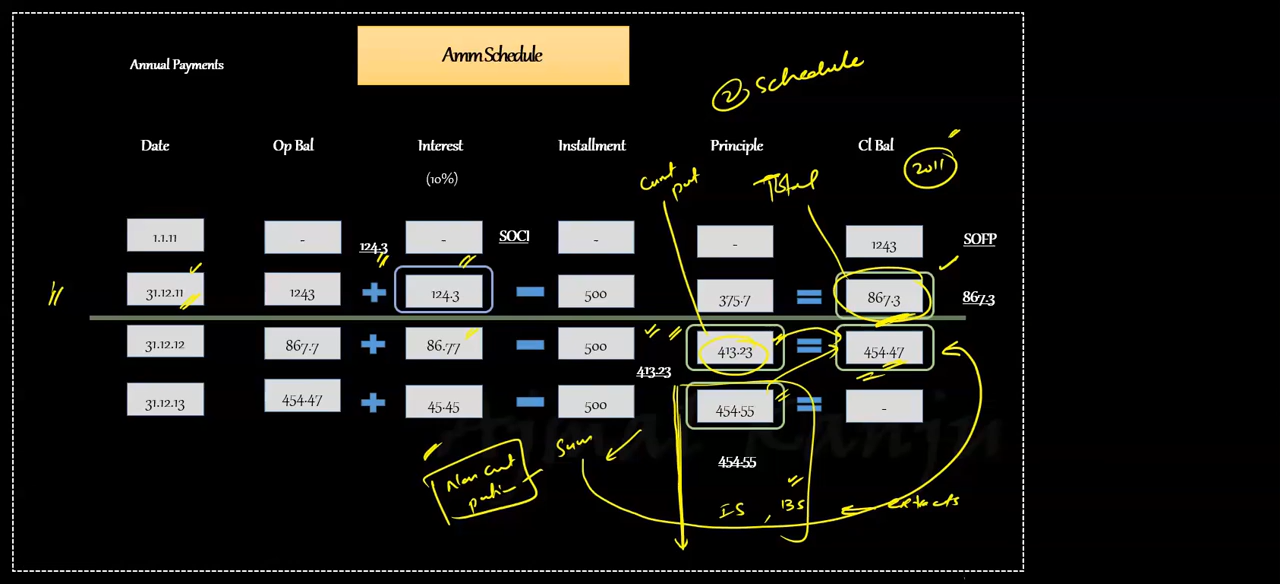 Amm Schedule
Annual Payments
② Schedule
Date Op Bal Interest Installment Principle Cl Bal
(10%)
2011
Total
1.1.11 - 124.3 - SOCI - - 1243 SOFP
31.12.11 1243 + 124.3 - 500 375.7 = 867.3 867.3
31.12.12 867.7 + 86.77 - 500 413.23 = 454.47
413.23
31.12.13 454.47 + 45.45 - 500 454.55 = -
454.55
Sum
Non Curt
portion
IS, BS extracts